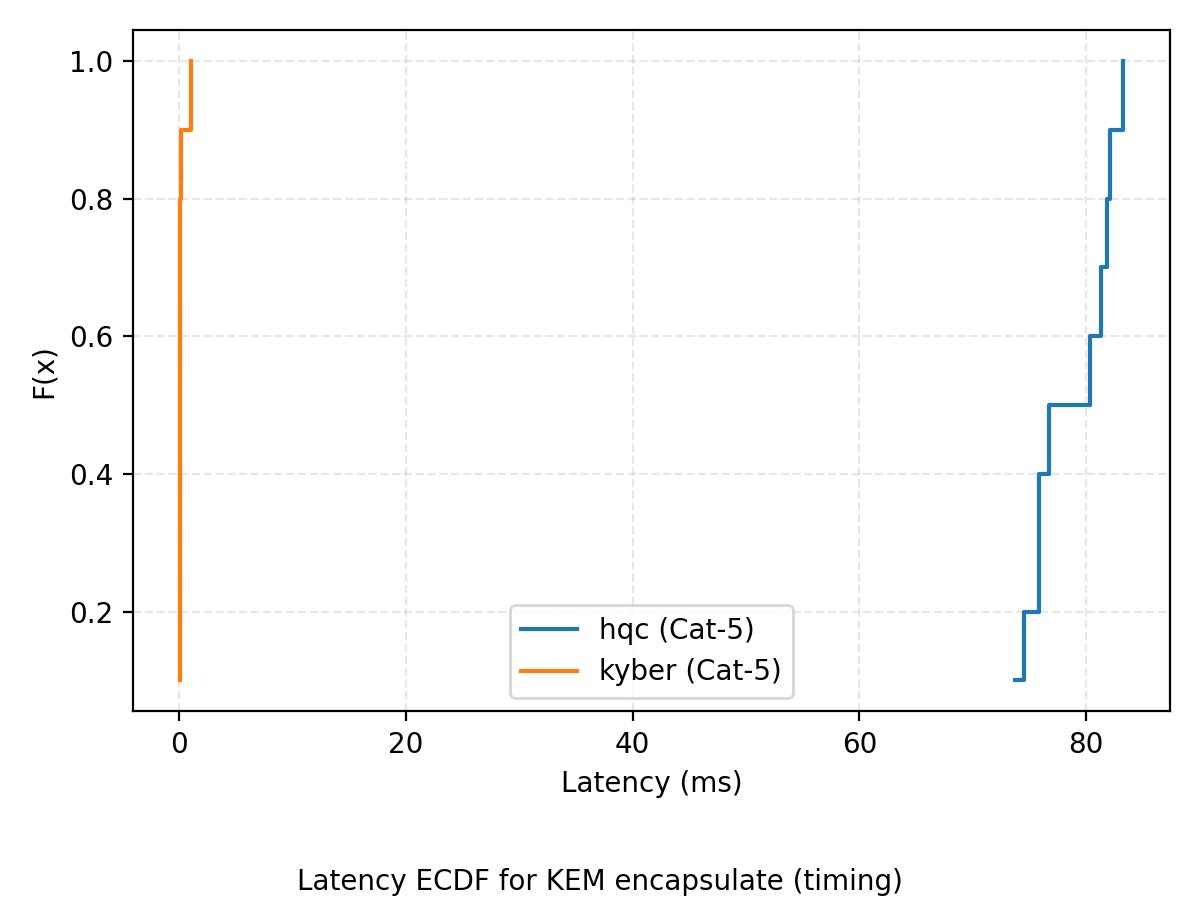 1.0
0.8
0.6
0.4
0.2
F(x)
hqc (Cat-5)
kyber (Cat-5)
0 20 40 60 80
Latency (ms)
Latency ECDF for KEM encapsulate (timing)